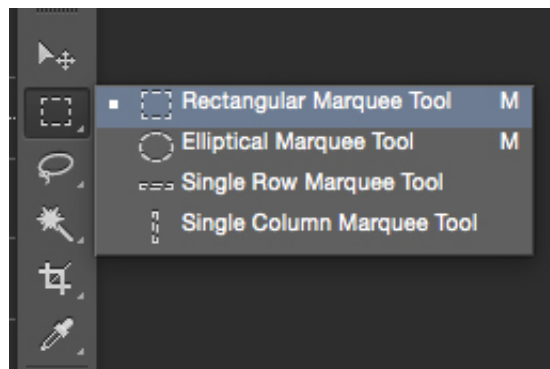 Rectangular Marquee Tool M
Elliptical Marquee Tool M
Single Row Marquee Tool
Single Column Marquee Tool